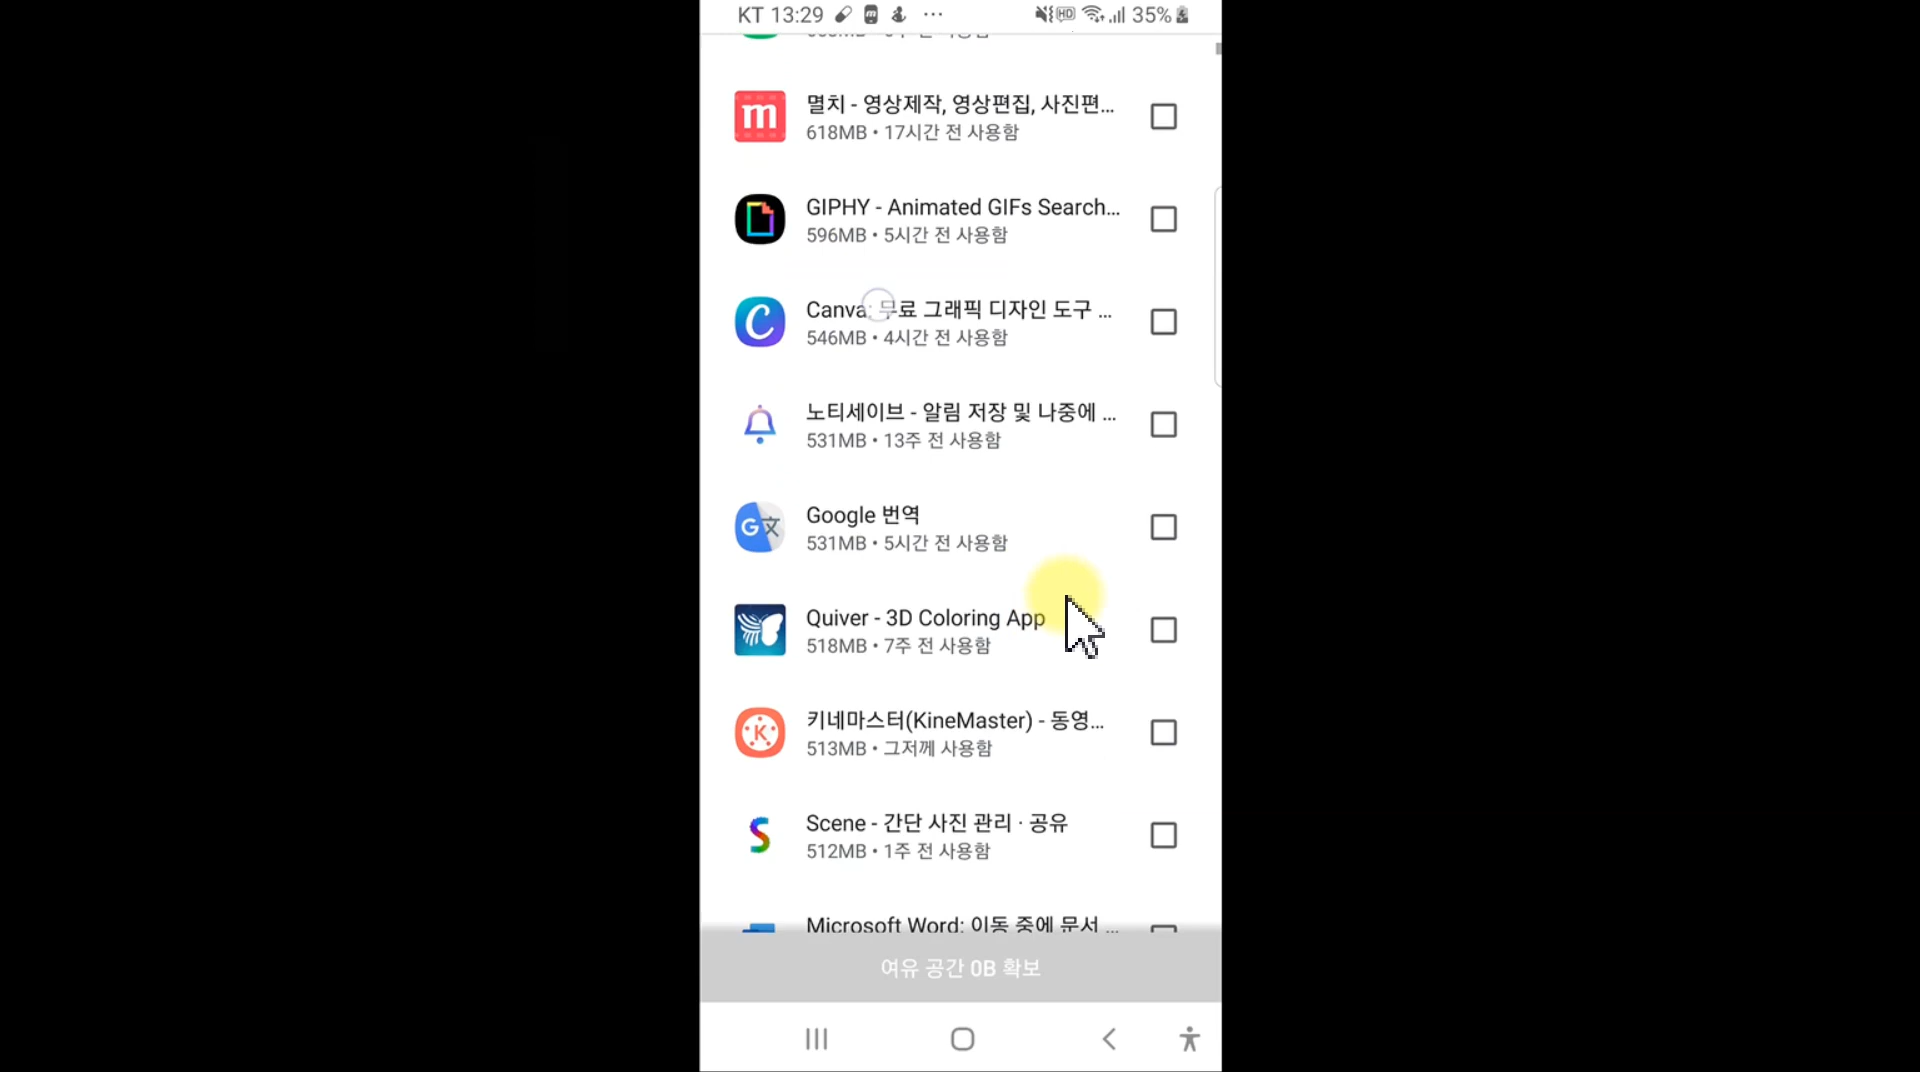 KT 13:29 35%
멸치 - 영상제작, 영상편집, 사진편...
618MB • 17시간 전 사용함
GIPHY - Animated GIFs Search...
596MB • 5시간 전 사용함
Canva: 무료 그래픽 디자인 도구 ...
546MB • 4시간 전 사용함
노티세이브 - 알림 저장 및 나중에 ...
531MB • 13주 전 사용함
Google 번역
531MB • 5시간 전 사용함
Quiver - 3D Coloring App
518MB • 7주 전 사용함
키네마스터(KineMaster) - 동영...
513MB • 그저께 사용함
Scene - 간단 사진 관리 · 공유
512MB • 1주 전 사용함
Microsoft Word: 이동 중에 문서 ...
여유 공간 0B 확보